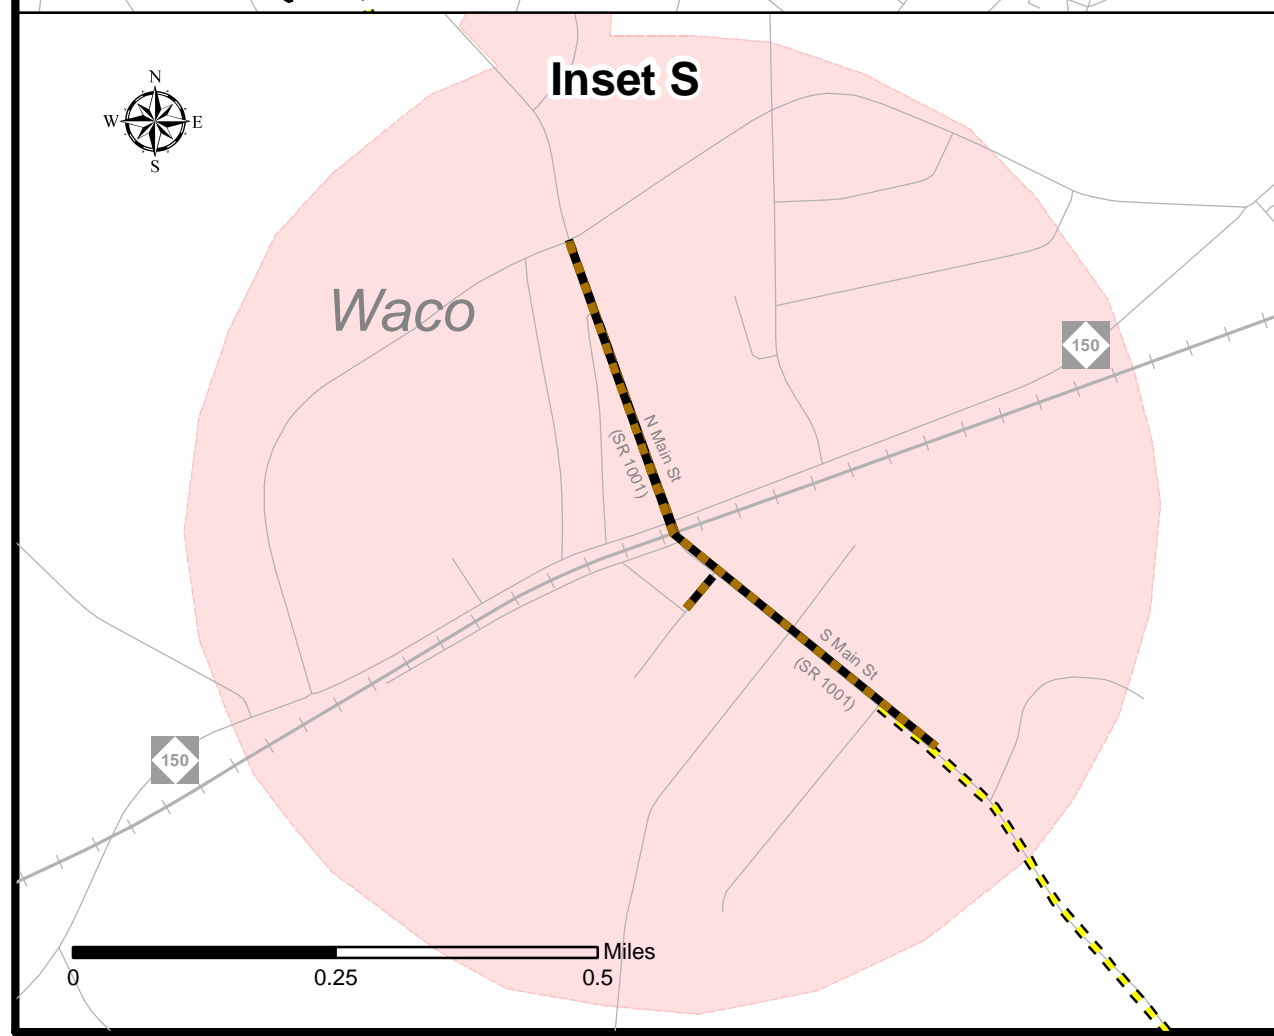 Inset S
N
W E
S
Waco
150
N Main St
(SR 1001)
S Main St
(SR 1001)
150
Miles
0 0.25 0.5